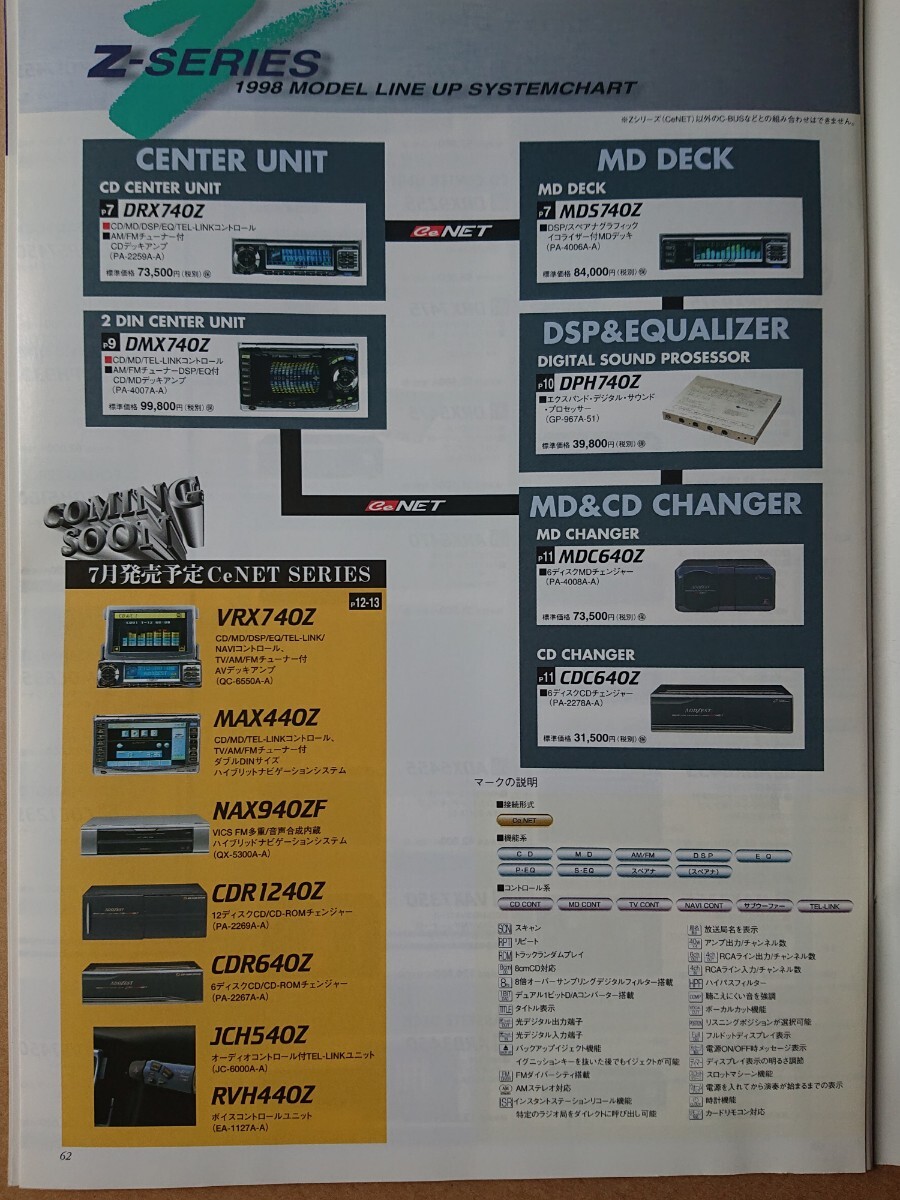 Z-SERIES
1998 MODEL LINE UP SYSTEMCHART
※Zシリーズ(CeNET)以外のC-BUSなどとの組み合わせはできません。
CENTER UNIT
CD CENTER UNIT
P7 DRX740Z
■CD/MD/DSP/EQ/TEL-LINKコントロール
■AM/FMチューナー付
CDデッキアンプ
(PA-2259A-A)
標準価格 73,500円(税別)
2 DIN CENTER UNIT
P9 DMX740Z
■CD/MD/TEL-LINKコントロール
■AM/FMチューナーDSP/EQ付
CD/MDデッキアンプ
(PA-4007A-A)
標準価格 99,800円(税別)
CeNET
MD DECK
MD DECK
P7 MDS740Z
■DSP/スペアナグラフィック
イコライザー付MDデッキ
(PA-4006A-A)
標準価格 84,000円(税別)
DSP&EQUALIZER
DIGITAL SOUND PROSESSOR
P10 DPH740Z
■エクスパンド・デジタル・サウンド
・プロセッサー
(GP-967A-51)
標準価格 39,800円(税別)
CeNET
MD&CD CHANGER
MD CHANGER
P11 MDC640Z
■6ディスクMDチェンジャー
(PA-4008A-A)
標準価格 73,500円(税別)
CD CHANGER
P11 CDC640Z
■6ディスクCDチェンジャー
(PA-2278A-A)
ADDZEST
標準価格 31,500円(税別)
COMING SOON
7月発売予定CeNET SERIES
P12-13
VRX740Z
CD/MD/DSP/EQ/TEL-LINK/
NAVIコントロール、
TV/AM/FMチューナー付
AVデッキアンプ
(QC-6550A-A)
MAX440Z
CD/MD/TEL-LINKコントロール、
TV/AM/FMチューナー付
ダブルDINサイズ
ハイブリットナビゲーションシステム
NAX940ZF
VICS FM多重/音声合成内蔵
ハイブリッドナビゲーションシステム
(QX-5300A-A)
CDR1240Z
12ディスクCD/CD-ROMチェンジャー
(PA-2269A-A)
CDR640Z
6ディスクCD/CD-ROMチェンジャー
(PA-2267A-A)
JCH540Z
オーディオコントロール付TEL-LINKユニット
(JC-6000A-A)
RVH440Z
ボイスコントロールユニット
(EA-1127A-A)
マークの説明
■接続形式
Ce.NET
■機能系
CD MD AM/FM DSP EQ
P-EQ S-EQ スペアナ (スペアナ)
■コントロール系
CD CONT MD CONT TV CONT NAVI CONT サブウーファー TEL-LINK
SCN スキャン
RPT リピート
RDM トラックランダムプレイ
8cm 8cmCD対応
8fs 8倍オーバーサンプリングデジタルフィルター搭載
1BIT デュアル1ビットD/Aコンバーター搭載
TITLE タイトル表示
光デジタル出力端子
光デジタル入力端子
バックアップイジェクト機能
イグニッションキーを抜いた後でもイジェクトが可能
FMダイバーシティ搭載
AMステレオ対応
ISR インスタントステーションリコール機能
特定のラジオ局をダイレクトに呼び出し可能
放送局名を表示
アンプ出力/チャンネル数
RCAライン出力/チャンネル数
RCAライン入力/チャンネル数
HPF ハイパスフィルター
COMP 聴こえにくい音を強調
ボーカルカット機能
リスニングポジションが選択可能
フルドットディスプレイ表示
電源ON/OFF時メッセージ表示
ディスプレイ表示の明るさ調節
スロットマシーン機能
電源を入れてから演奏が始まるまでの表示
時計機能
カードリモコン対応
62